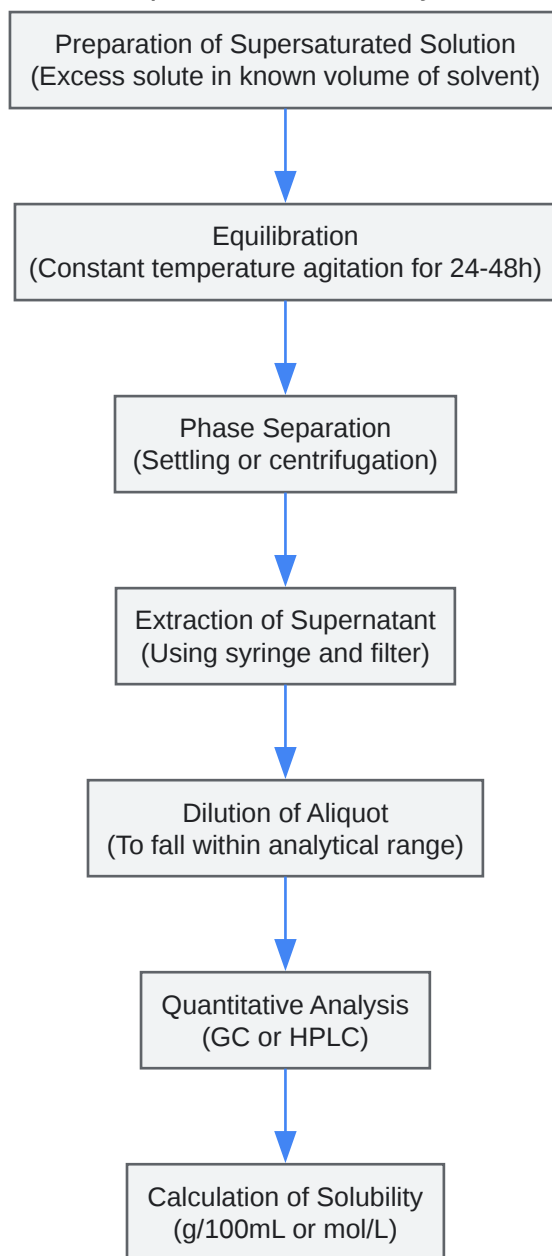 Preparation of Supersaturated Solution
(Excess solute in known volume of solvent)
Equilibration
(Constant temperature agitation for 24-48h)
Phase Separation
(Settling or centrifugation)
Extraction of Supernatant
(Using syringe and filter)
Dilution of Aliquot
(To fall within analytical range)
Quantitative Analysis
(GC or HPLC)
Calculation of Solubility
(g/100mL or mol/L)